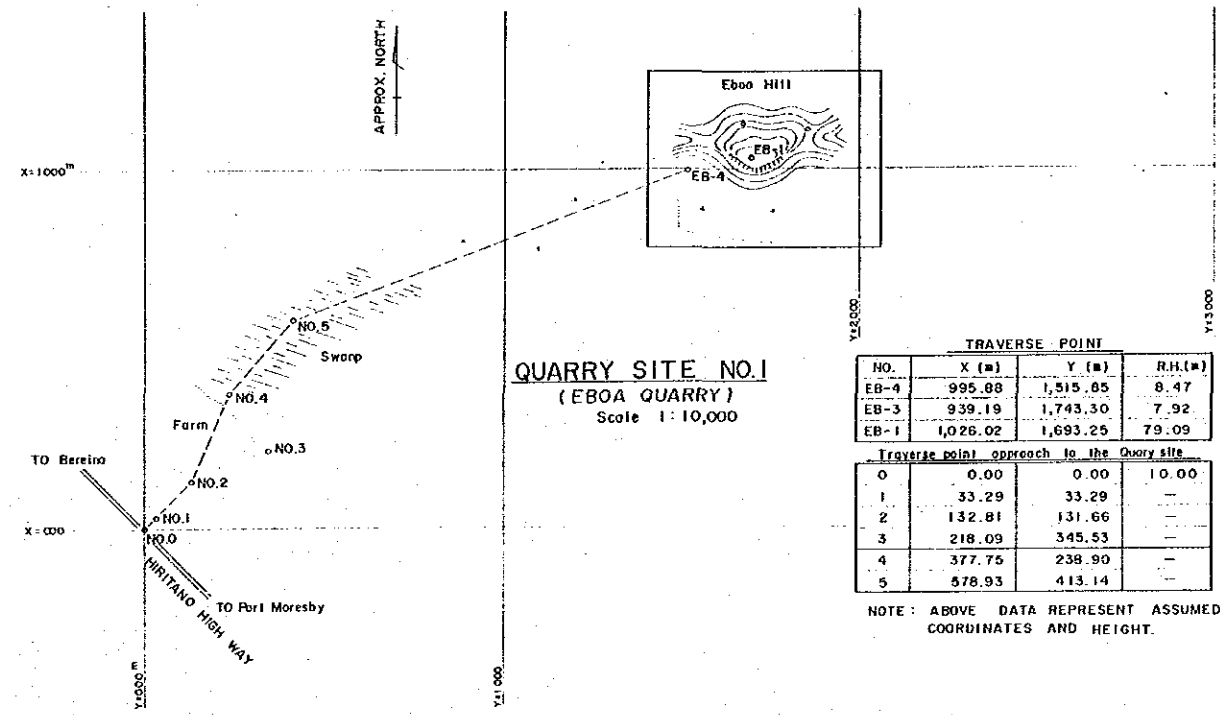 APPROX. NORTH
Eboa Hill
EB-1
EB-4
X=1000m
NO.5
Swamp
NO.4
Farm
NO.3
NO.2
NO.1
NO.0
TO Bereina
X=000
HIRITANO HIGH WAY
TO Port Moresby
Y=000m
Y=1000
Y=2,000
Y=3,000
QUARRY SITE NO.1
(EBOA QUARRY)
Scale 1:10,000
TRAVERSE POINT
NO. X (m) Y (m) R.H.(m)
EB-4 995.88 1,515.85 8.47
EB-3 939.19 1,743.30 7.92
EB-1 1,026.02 1,693.25 79.09
Traverse point approach to the Quary site
0 0.00 0.00 10.00
1 33.29 33.29 —
2 132.81 131.66 —
3 218.09 345.53 —
4 377.75 238.90 —
5 578.93 413.14 —
NOTE : ABOVE DATA REPRESENT ASSUMED
COORDINATES AND HEIGHT.